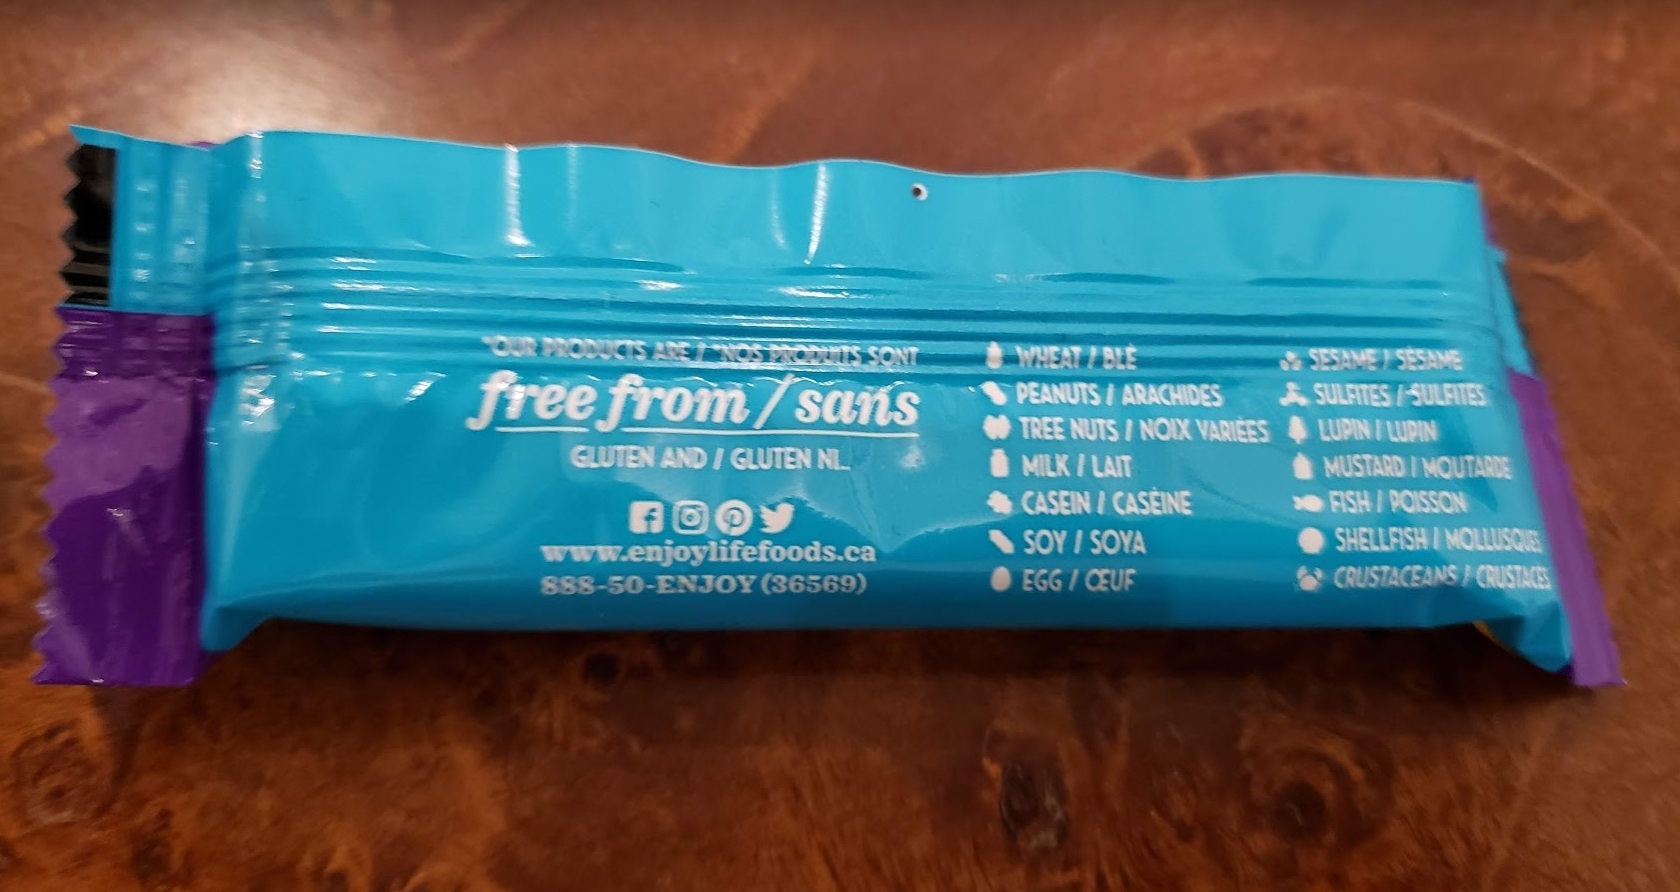 *OUR PRODUCTS ARE / *NOS PRODUITS SONT
free from / sans
GLUTEN AND / GLUTEN NI...
www.enjoylifefoods.ca
888-50-ENJOY (36569)
WHEAT / BLÉ
PEANUTS / ARACHIDES
TREE NUTS / NOIX VARIÉES
MILK / LAIT
CASEIN / CASÉINE
SOY / SOYA
EGG / ŒUF
SESAME / SÉSAME
SULFITES / SULFITES
LUPIN / LUPIN
MUSTARD / MOUTARDE
FISH / POISSON
SHELLFISH / MOLLUSQUES
CRUSTACEANS / CRUSTACÉS